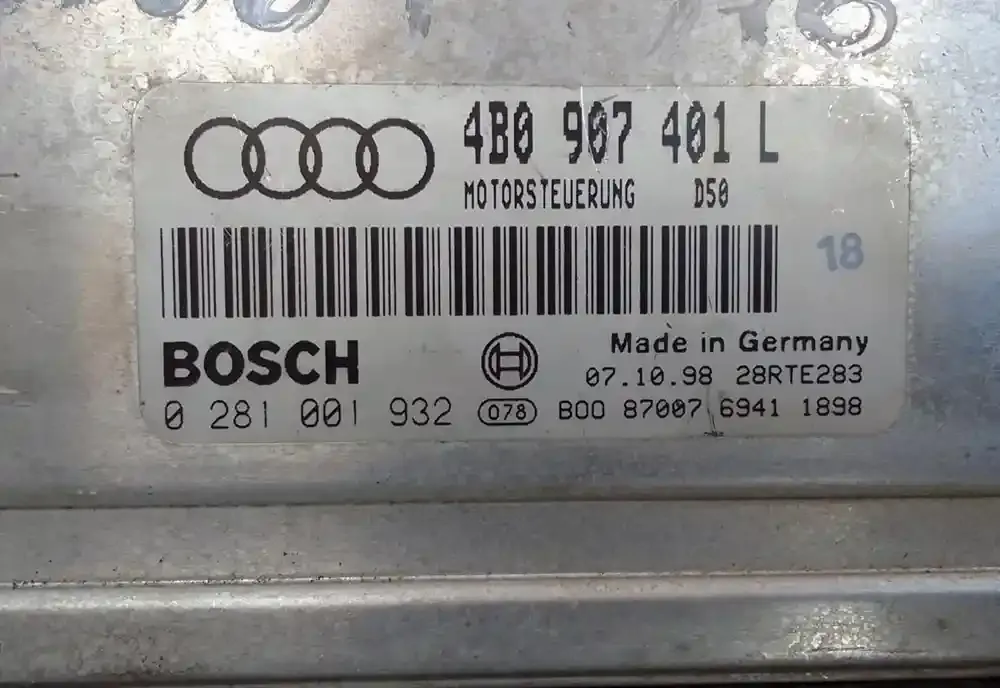 4B0 907 401 L
MOTORSTEUERUNG D50
18
BOSCH
Made in Germany
07.10.98 28RTE283
0 281 001 932 078 B00 87007 6941 1898